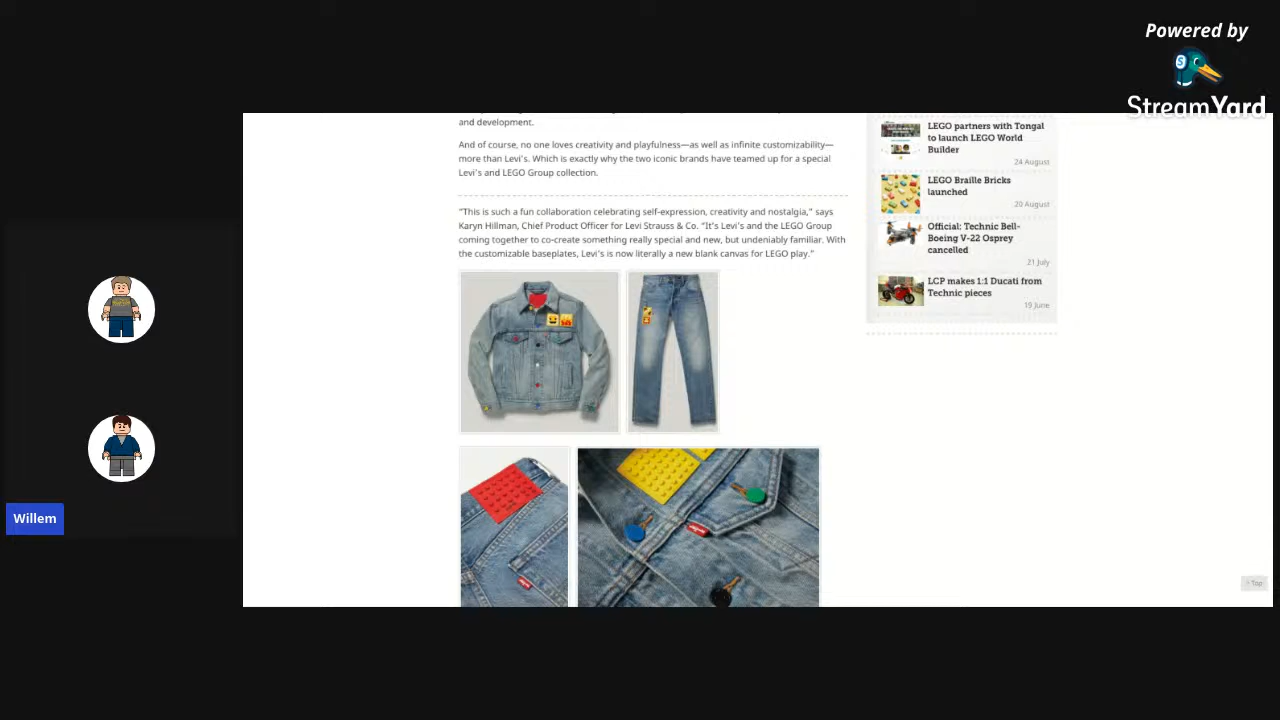 Powered by
StreamYard
and development.
And of course, no one loves creativity and playfulness—as well as infinite customizability—
more than Levi's. Which is exactly why the two iconic brands have teamed up for a special
Levi's and LEGO Group collection.
"This is such a fun collaboration celebrating self-expression, creativity and nostalgia," says
Karyn Hillman, Chief Product Officer for Levi Strauss & Co. "It's Levi's and the LEGO Group
coming together to co-create something really special and new, but undeniably familiar. With
the customizable baseplates, Levi's is now literally a new blank canvas for LEGO play."
LEGO partners with Tongal
to launch LEGO World
Builder
24 August
LEGO Braille Bricks
launched
20 August
Official: Technic Bell-
Boeing V-22 Osprey
cancelled
21 July
LCP makes 1:1 Ducati from
Technic pieces
19 June
Levi's
Levi's
Top
Willem